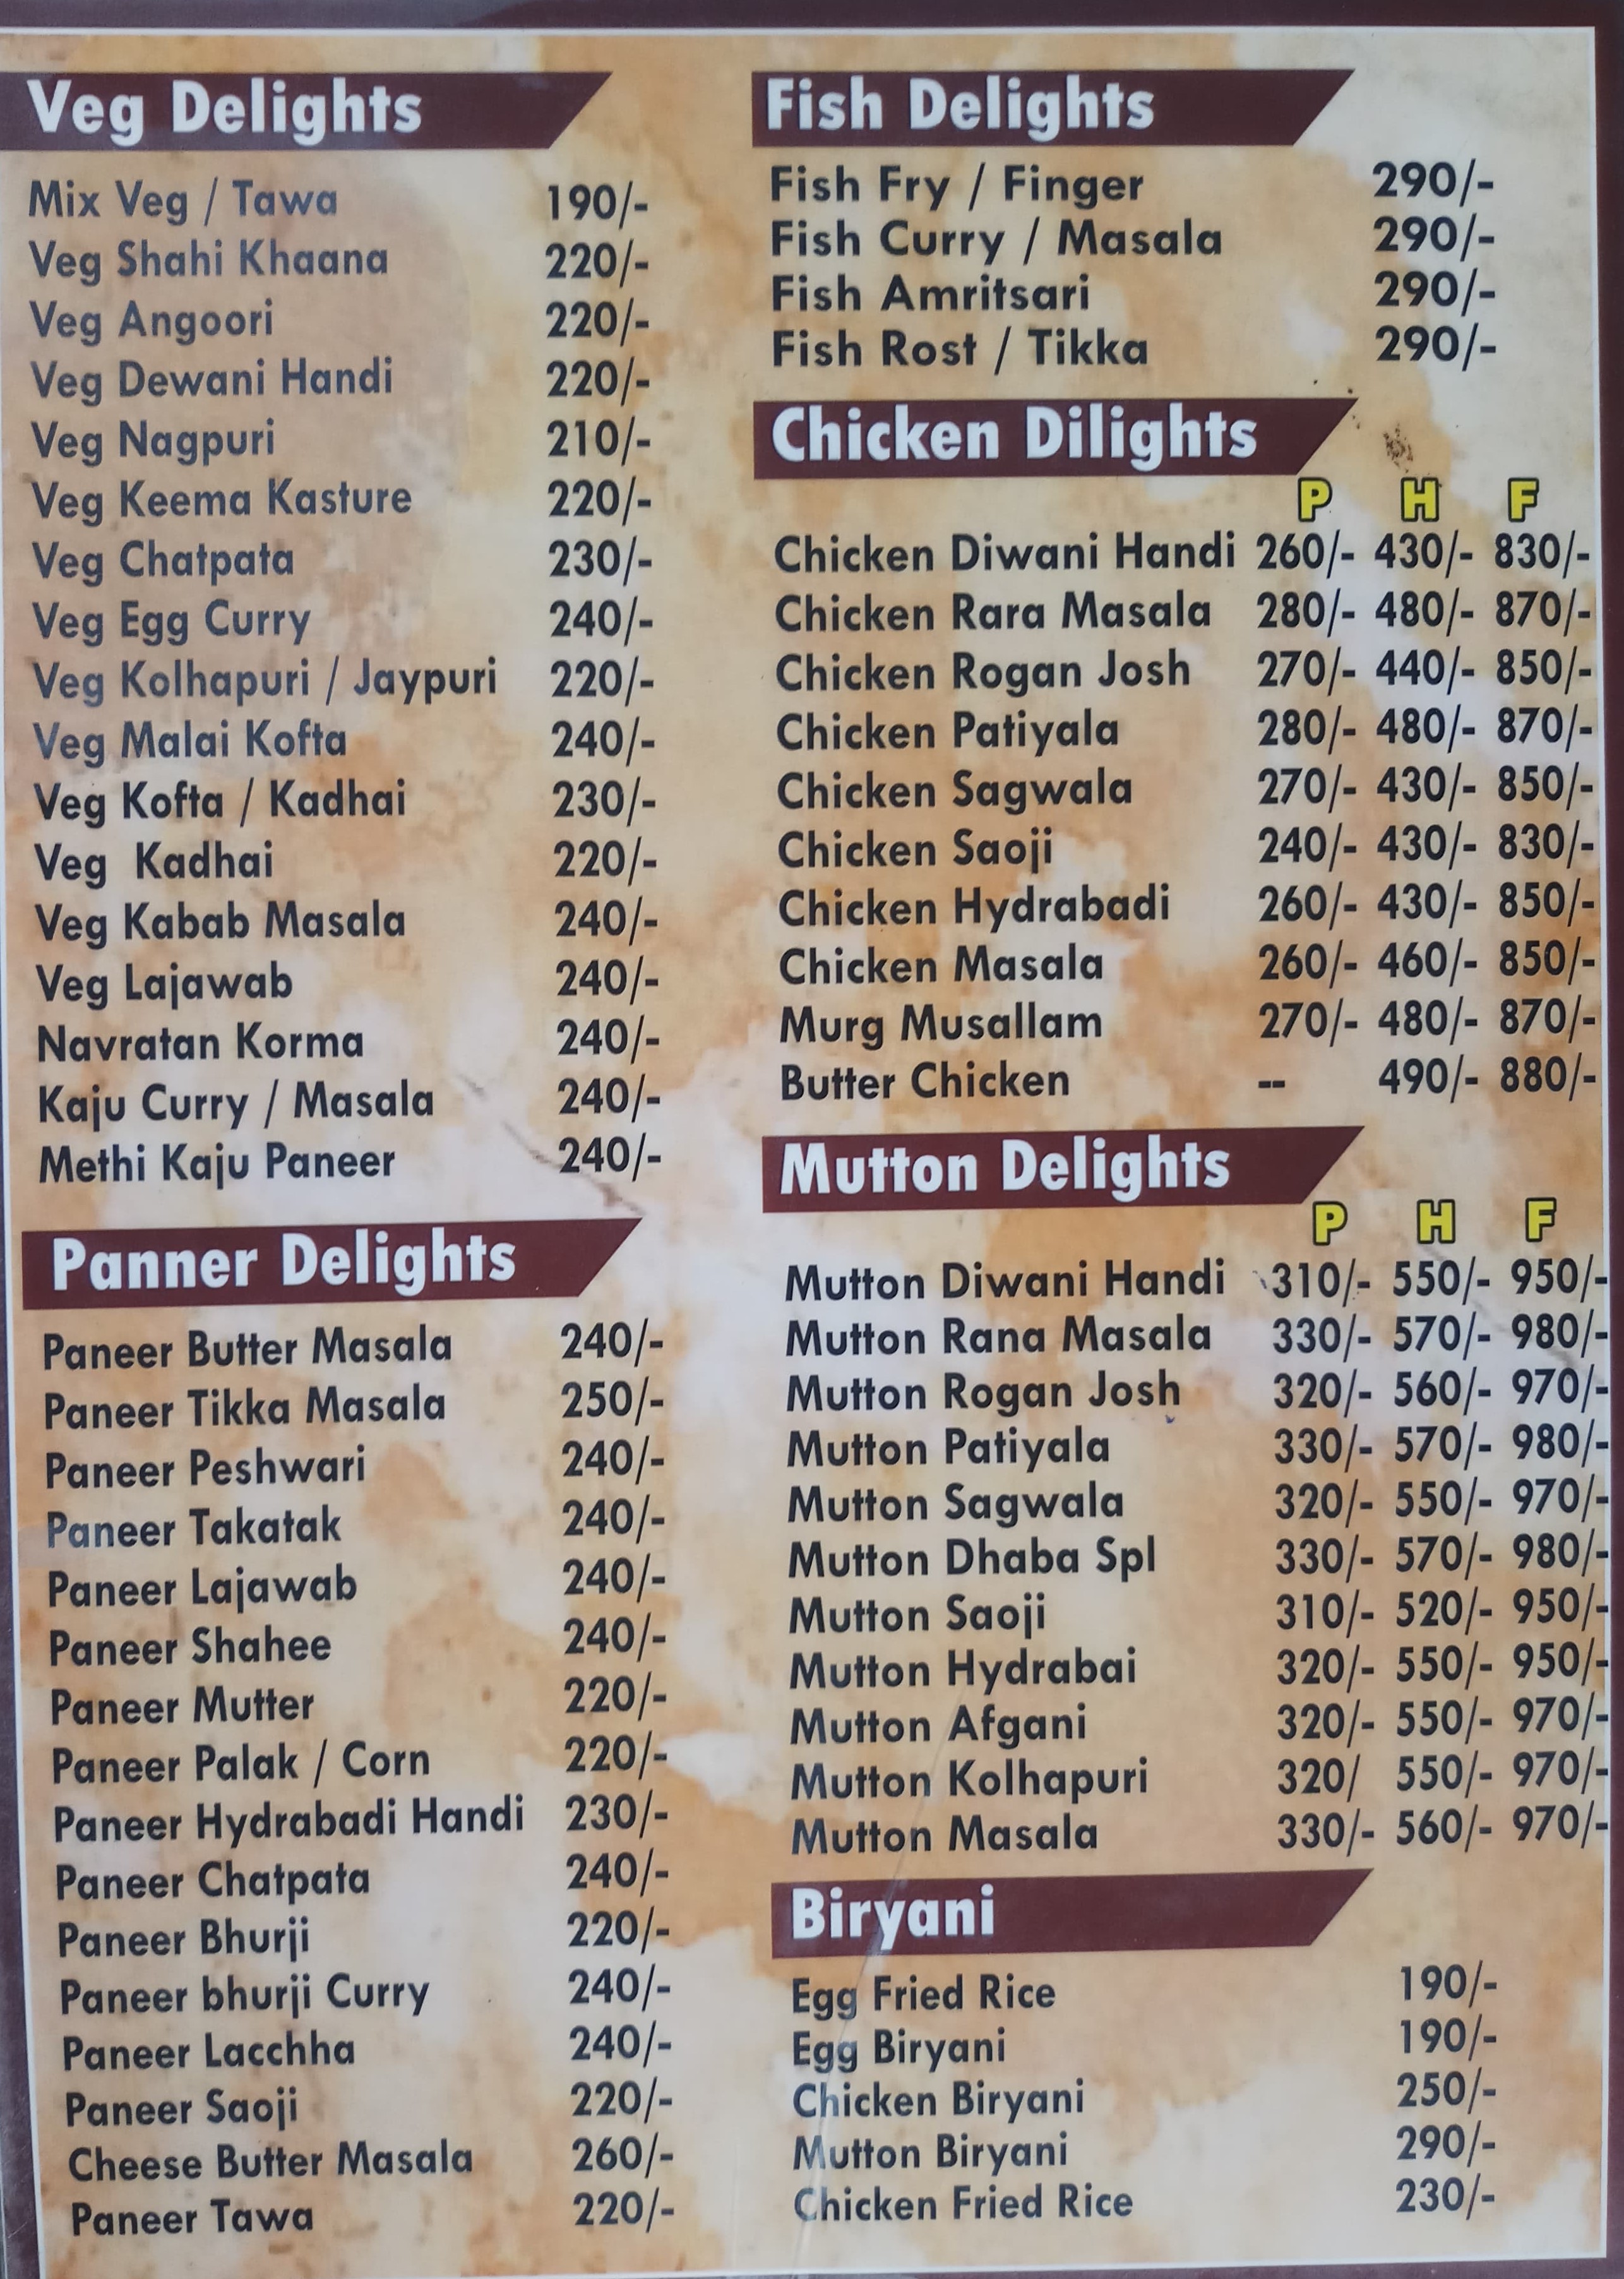 Veg Delights
Mix Veg / Tawa 190/-
Veg Shahi Khaana 220/-
Veg Angoori 220/-
Veg Dewani Handi 220/-
Veg Nagpuri 210/-
Veg Keema Kasture 220/-
Veg Chatpata 230/-
Veg Egg Curry 240/-
Veg Kolhapuri / Jaypuri 220/-
Veg Malai Kofta 240/-
Veg Kofta / Kadhai 230/-
Veg Kadhai 220/-
Veg Kabab Masala 240/-
Veg Lajawab 240/-
Navratan Korma 240/-
Kaju Curry / Masala 240/-
Methi Kaju Paneer 240/-
Panner Delights
Paneer Butter Masala 240/-
Paneer Tikka Masala 250/-
Paneer Peshwari 240/-
Paneer Takatak 240/-
Paneer Lajawab 240/-
Paneer Shahee 240/-
Paneer Mutter 220/-
Paneer Palak / Corn 220/-
Paneer Hydrabadi Handi 230/-
Paneer Chatpata 240/-
Paneer Bhurji 220/-
Paneer bhurji Curry 240/-
Paneer Lacchha 240/-
Paneer Saoji 220/-
Cheese Butter Masala 260/-
Paneer Tawa 220/-
Fish Delights
Fish Fry / Finger 290/-
Fish Curry / Masala 290/-
Fish Amritsari 290/-
Fish Rost / Tikka 290/-
Chicken Dilights
P H F
Chicken Diwani Handi 260/- 430/- 830/-
Chicken Rara Masala 280/- 480/- 870/-
Chicken Rogan Josh 270/- 440/- 850/-
Chicken Patiyala 280/- 480/- 870/-
Chicken Sagwala 270/- 430/- 850/-
Chicken Saoji 240/- 430/- 830/-
Chicken Hydrabadi 260/- 430/- 850/-
Chicken Masala 260/- 460/- 850/-
Murg Musallam 270/- 480/- 870/-
Butter Chicken -- 490/- 880/-
Mutton Delights
P H F
Mutton Diwani Handi 310/- 550/- 950/-
Mutton Rana Masala 330/- 570/- 980/-
Mutton Rogan Josh 320/- 560/- 970/-
Mutton Patiyala 330/- 570/- 980/-
Mutton Sagwala 320/- 550/- 970/-
Mutton Dhaba Spl 330/- 570/- 980/-
Mutton Saoji 310/- 520/- 950/-
Mutton Hydrabai 320/- 550/- 950/-
Mutton Afgani 320/- 550/- 970/-
Mutton Kolhapuri 320/ 550/- 970/-
Mutton Masala 330/- 560/- 970/-
Biryani
Egg Fried Rice 190/-
Egg Biryani 190/-
Chicken Biryani 250/-
Mutton Biryani 290/-
Chicken Fried Rice 230/-